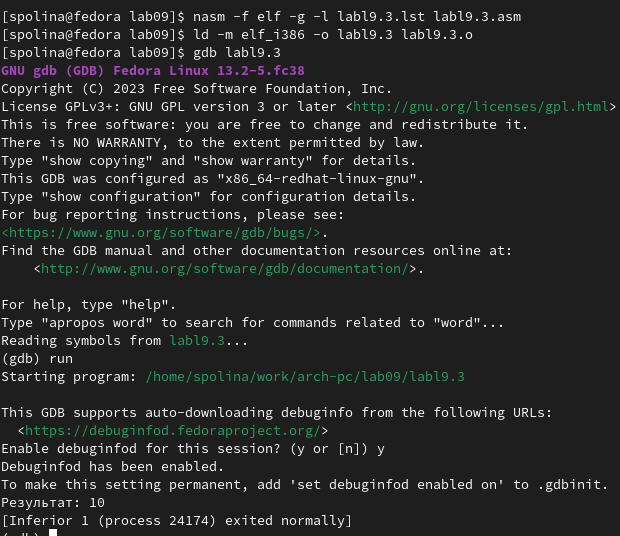 [spolina@fedora lab09]$ nasm -f elf -g -l labl9.3.lst labl9.3.asm
[spolina@fedora lab09]$ ld -m elf_i386 -o labl9.3 labl9.3.o
[spolina@fedora lab09]$ gdb labl9.3
GNU gdb (GDB) Fedora Linux 13.2-5.fc38
Copyright (C) 2023 Free Software Foundation, Inc.
License GPLv3+: GNU GPL version 3 or later <http://gnu.org/licenses/gpl.html>
This is free software: you are free to change and redistribute it.
There is NO WARRANTY, to the extent permitted by law.
Type "show copying" and "show warranty" for details.
This GDB was configured as "x86_64-redhat-linux-gnu".
Type "show configuration" for configuration details.
For bug reporting instructions, please see:
<https://www.gnu.org/software/gdb/bugs/>.
Find the GDB manual and other documentation resources online at:
    <http://www.gnu.org/software/gdb/documentation/>.

For help, type "help".
Type "apropos word" to search for commands related to "word"...
Reading symbols from labl9.3...
(gdb) run
Starting program: /home/spolina/work/arch-pc/lab09/labl9.3

This GDB supports auto-downloading debuginfo from the following URLs:
  <https://debuginfod.fedoraproject.org/>
Enable debuginfod for this session? (y or [n]) y
Debuginfod has been enabled.
To make this setting permanent, add 'set debuginfod enabled on' to .gdbinit.
Результат: 10
[Inferior 1 (process 24174) exited normally]
(gdb)